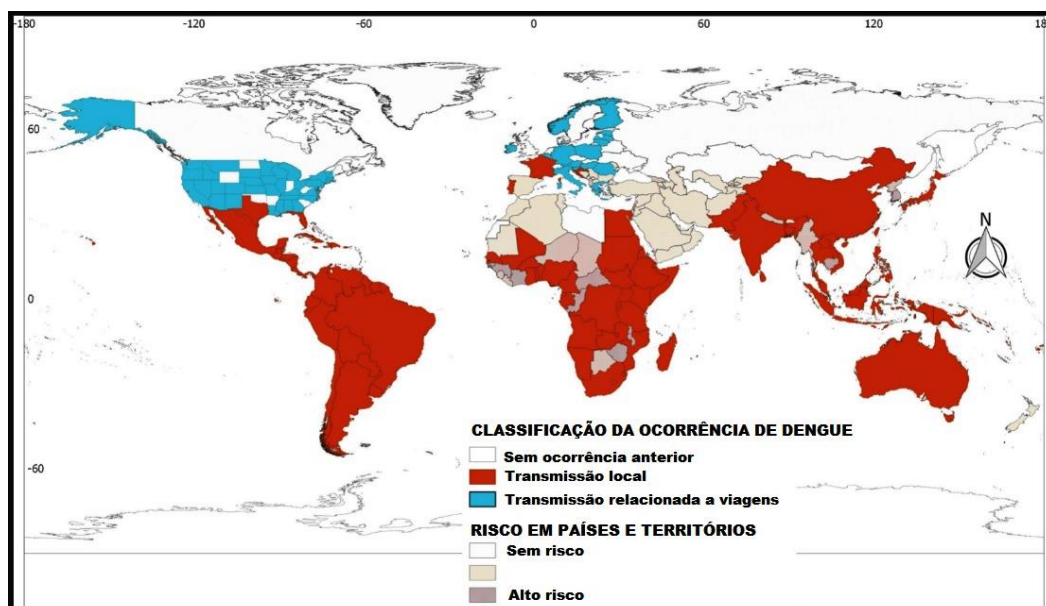 -180 -120 -60 0 60 120 18
60
N
0
CLASSIFICAÇÃO DA OCORRÊNCIA DE DENGUE
Sem ocorrência anterior
Transmissão local
-60
Transmissão relacionada a viagens
RISCO EM PAÍSES E TERRITÓRIOS
Sem risco
Alto risco